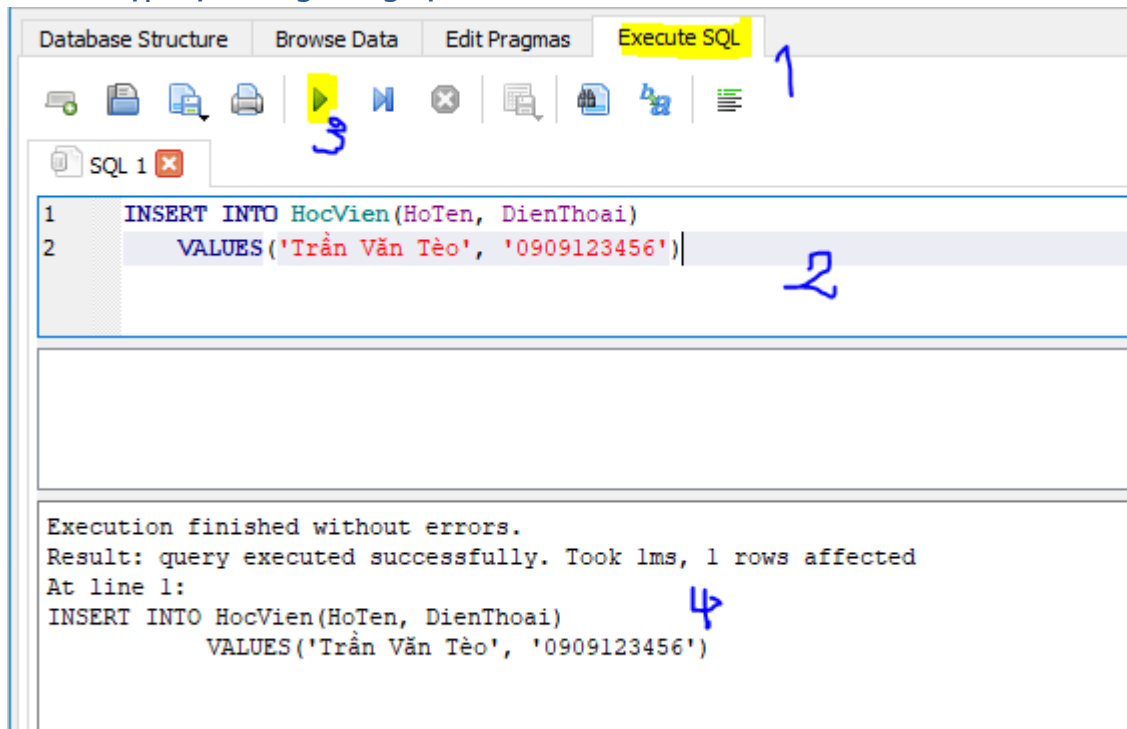 Database Structure Browse Data Edit Pragmas Execute SQL
1
3
SQL 1
1 INSERT INTO HocVien(HoTen, DienThoai)
2 VALUES('Trần Văn Tèo', '0909123456')
2
Execution finished without errors.
Result: query executed successfully. Took 1ms, 1 rows affected
At line 1:
4
INSERT INTO HocVien(HoTen, DienThoai)
VALUES('Trần Văn Tèo', '0909123456')